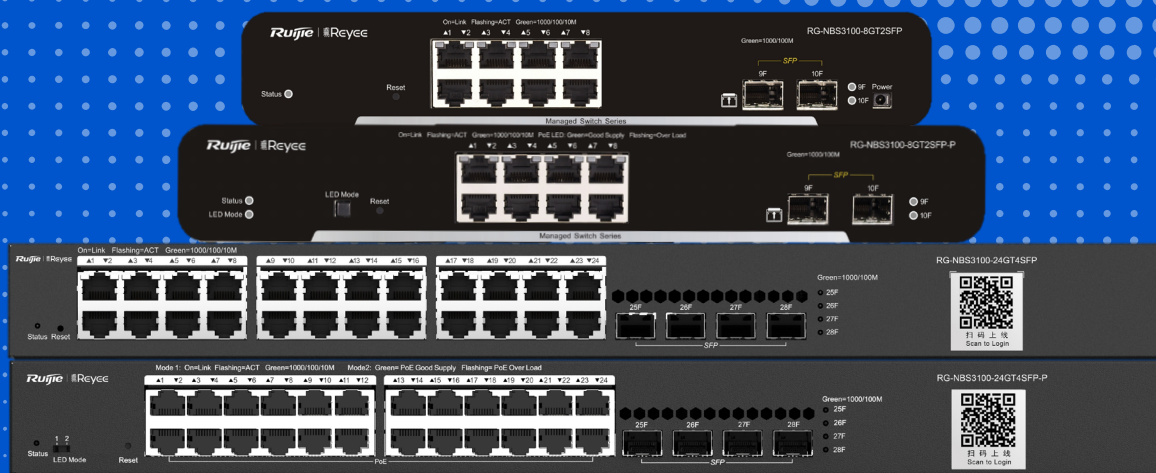 Ruijie | Reyee
On=Link Flashing=ACT Green=1000/100/10M
▲1 ▼2 ▲3 ▼4 ▲5 ▼6 ▲7 ▼8
RG-NBS3100-8GT2SFP
Green=1000/100M
SFP
9F 10F
Status
Reset
9F Power
10F
Managed Switch Series
Ruijie | Reyee
On=Link Flashing=ACT Green=1000/100/10M PoE LED: Green=Good Supply Flashing=Over Load
▲1 ▼2 ▲3 ▼4 ▲5 ▼6 ▲7 ▼8
RG-NBS3100-8GT2SFP-P
Green=1000/100M
SFP
9F 10F
Status
LED Mode
LED Mode
Reset
9F
10F
Managed Switch Series
Ruijie | Reyee
On=Link Flashing=ACT Green=1000/100/10M
▲1 ▼2 ▲3 ▼4 ▲5 ▼6 ▲7 ▼8 ▲9 ▼10 ▲11 ▼12 ▲13 ▼14 ▲15 ▼16 ▲17 ▼18 ▲19 ▼20 ▲21 ▼22 ▲23 ▼24
RG-NBS3100-24GT4SFP
Green=1000/100M
25F
26F
27F
28F
25F 26F 27F 28F
SFP
Status Reset
扫码上线
Scan to Login
Ruijie | Reyee
Mode 1: On=Link Flashing=ACT Green=1000/100/10M Mode2: Green=PoE Good Supply Flashing=PoE Over Load
▲1 ▼2 ▲3 ▼4 ▲5 ▼6 ▲7 ▼8 ▲9 ▼10 ▲11 ▼12 ▲13 ▼14 ▲15 ▼16 ▲17 ▼18 ▲19 ▼20 ▲21 ▼22 ▲23 ▼24
RG-NBS3100-24GT4SFP-P
Green=1000/100M
25F
26F
27F
28F
25F 26F 27F 28F
SFP
1 2
Status
LED Mode
Reset
PoE
扫码上线
Scan to Login